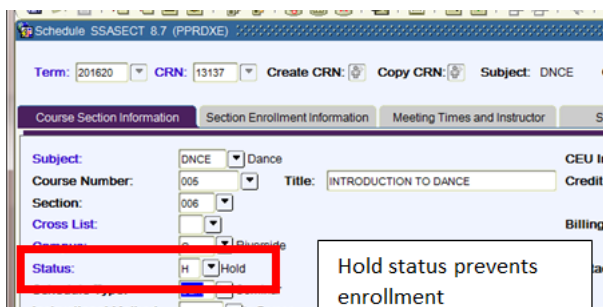 Schedule SSASECT 8.7 (PPRDXE)
Term: 201620 CRN: 13137 Create CRN: Copy CRN: Subject: DNCE
Course Section Information Section Enrollment Information Meeting Times and Instructor S
Subject: DNCE Dance CEU I
Course Number: 005 Title: INTRODUCTION TO DANCE Credit
Section: 006
Cross List: Billing
Riverside
Status: H Hold
Hold status prevents
enrollment